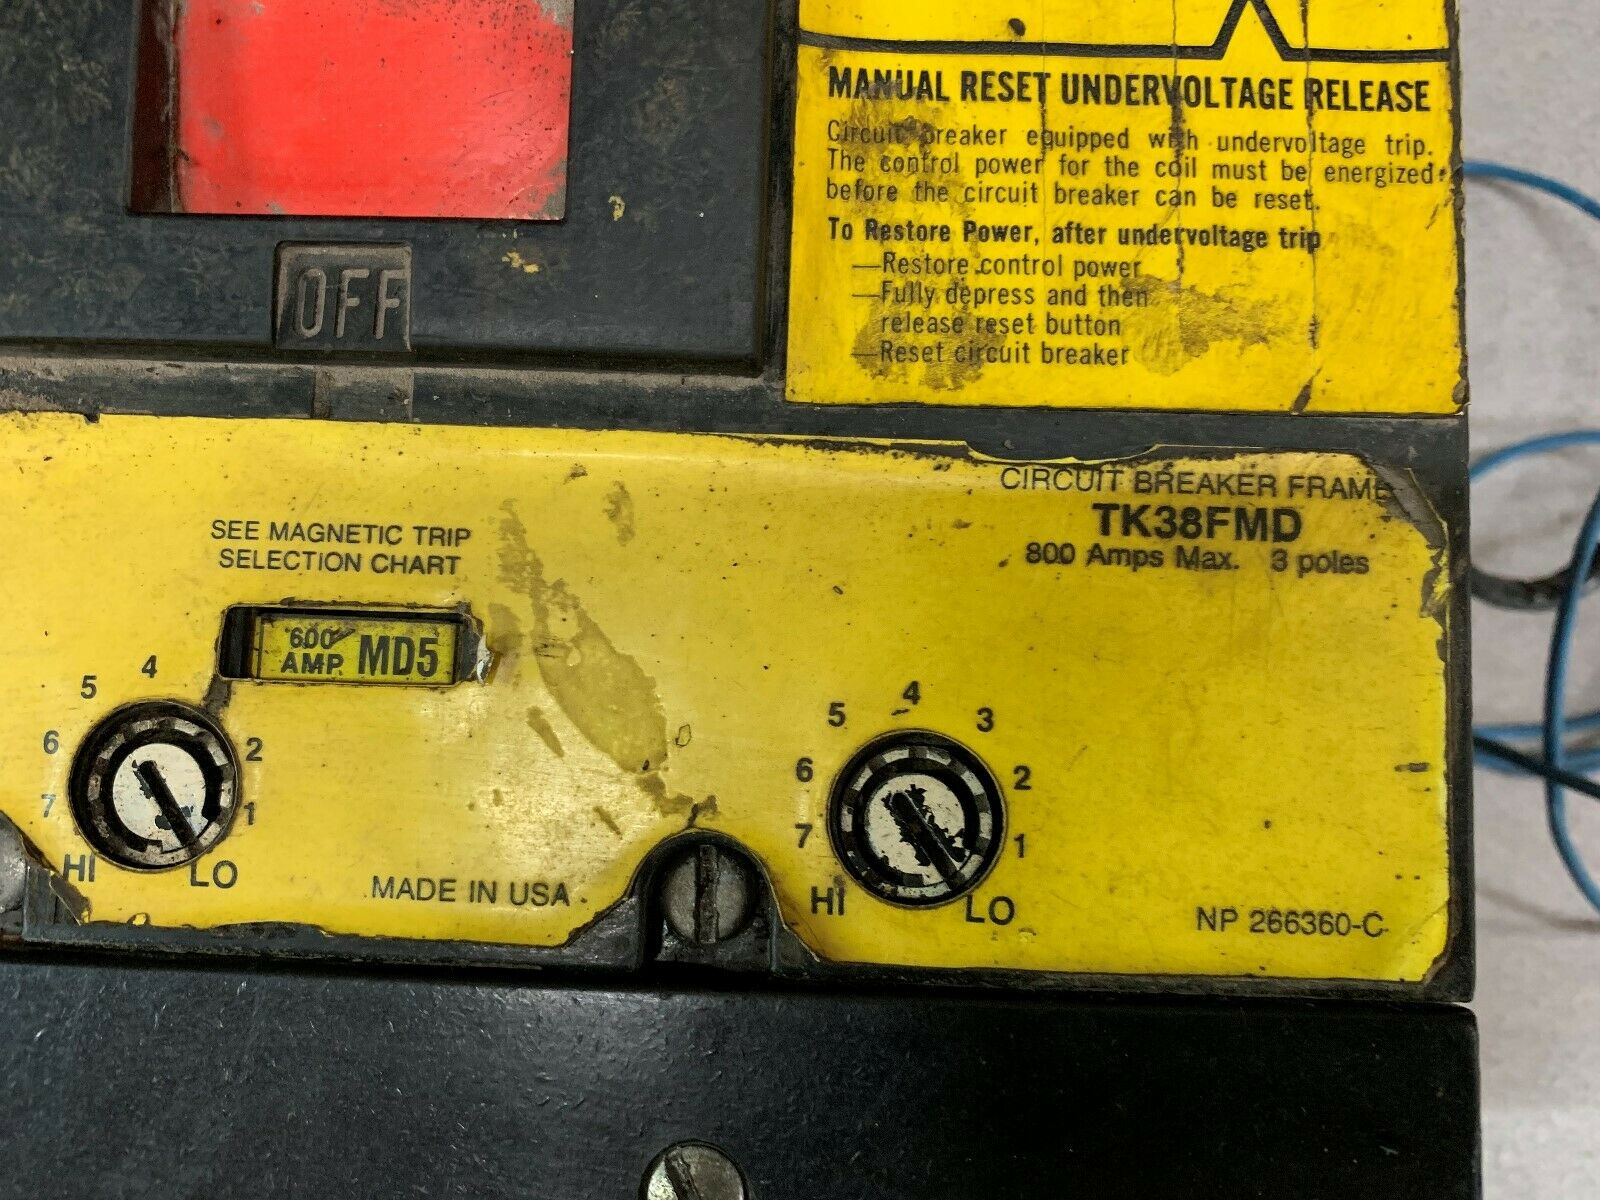 MANUAL RESET UNDERVOLTAGE RELEASE
Circuit breaker equipped with undervoltage trip.
The control power for the coil must be energized
before the circuit breaker can be reset.
To Restore Power, after undervoltage trip
—Restore control power
—Fully depress and then
release reset button
—Reset circuit breaker
OFF
CIRCUIT BREAKER FRAME
TK38FMD
800 Amps Max. 3 poles
SEE MAGNETIC TRIP
SELECTION CHART
600
AMP. MD5
4
5
6
7
HI
2
1
LO
4
5
3
6
2
7
1
HI
LO
MADE IN USA
NP 266360-C